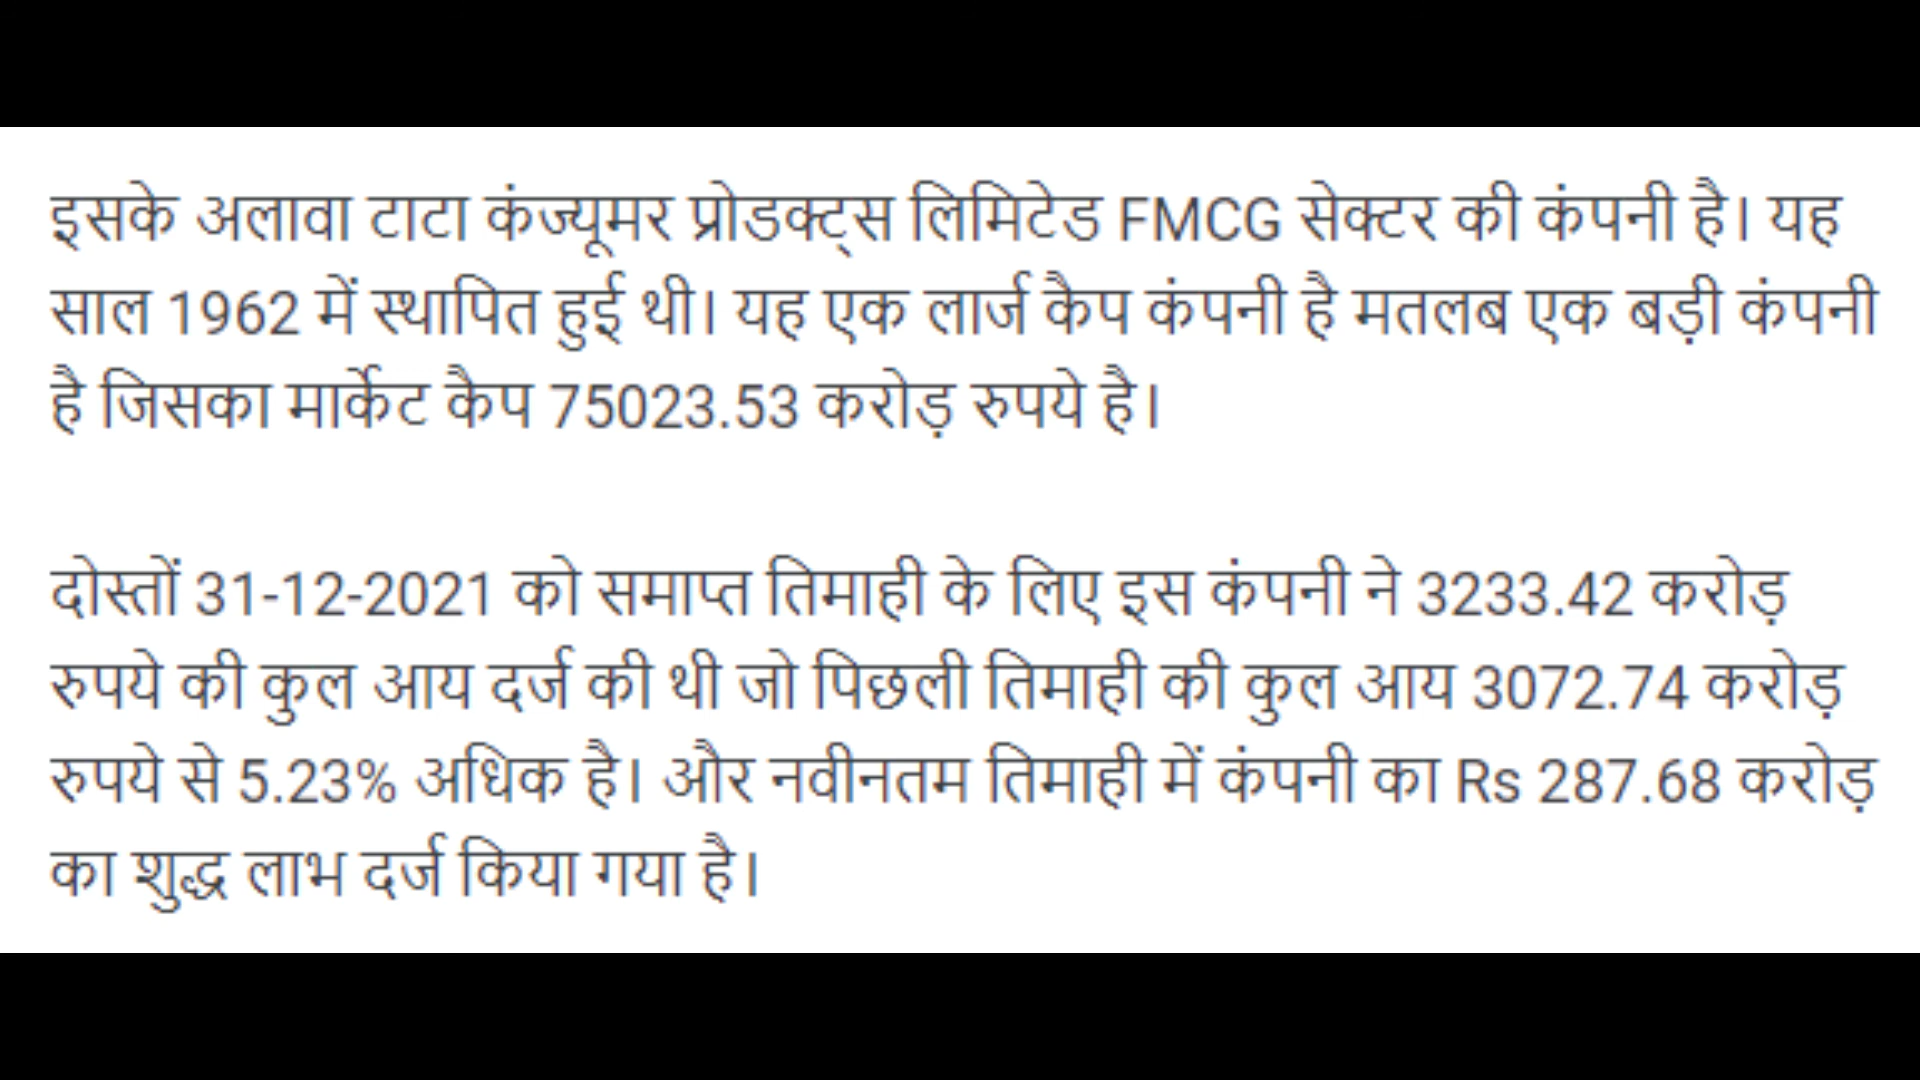 इसके अलावा टाटा कंज्यूमर प्रोडक्ट्स लिमिटेड FMCG सेक्टर की कंपनी है। यह
साल 1962 में स्थापित हुई थी। यह एक लार्ज कैप कंपनी है मतलब एक बड़ी कंपनी
है जिसका मार्केट कैप 75023.53 करोड़ रुपये है।
दोस्तों 31-12-2021 को समाप्त तिमाही के लिए इस कंपनी ने 3233.42 करोड़
रुपये की कुल आय दर्ज की थी जो पिछली तिमाही की कुल आय 3072.74 करोड़
रुपये से 5.23% अधिक है। और नवीनतम तिमाही में कंपनी का Rs 287.68 करोड़
का शुद्ध लाभ दर्ज किया गया है।